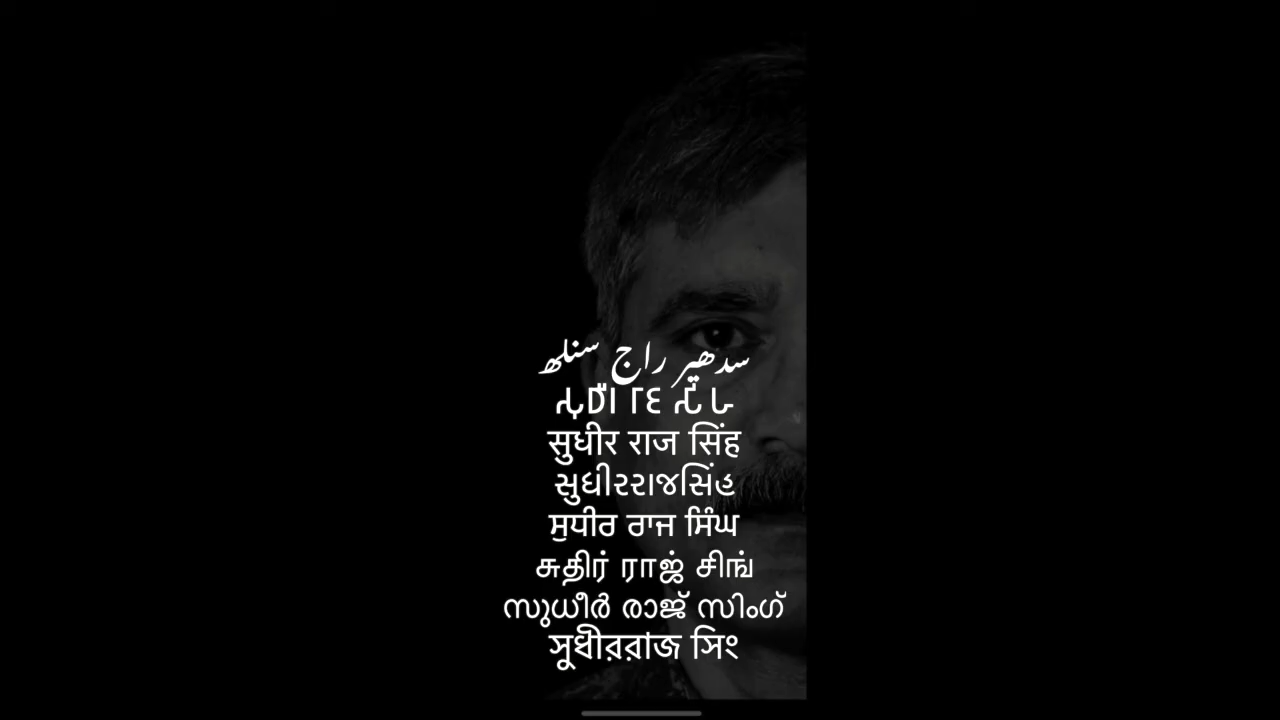 سدھیر راج سنلھ
सुधीर राज सिंह
સુધીરરાજસિંહ
ਸੁਧੀਰ ਰਾਜ ਸਿੰਘ
சுதிர் ராஜ் சிங்
സുധീർ രാജ് സിംഗ്
सुधीरराज सिं